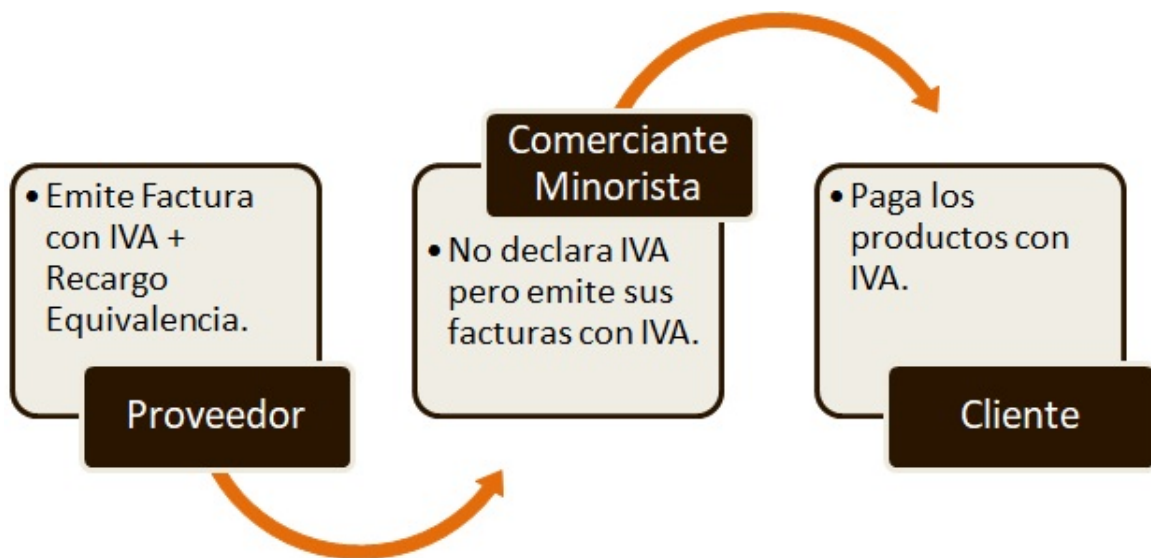 • Emite Factura
con IVA +
Recargo
Equivalencia.
Proveedor
Comerciante
Minorista
• No declara IVA
pero emite sus
facturas con IVA.
• Paga los
productos con
IVA.
Cliente